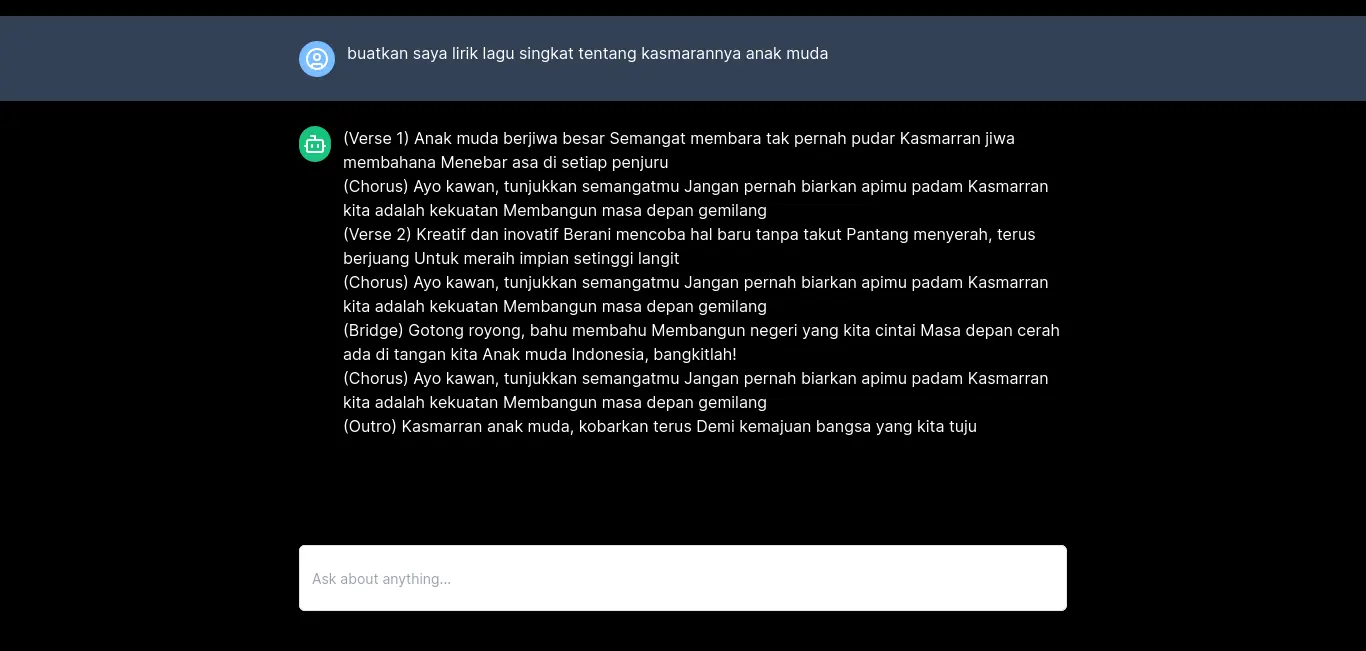 buatkan saya lirik lagu singkat tentang kasmarannya anak muda
(Verse 1) Anak muda berjiwa besar Semangat membara tak pernah pudar Kasmarran jiwa
membahana Menebar asa di setiap penjuru
(Chorus) Ayo kawan, tunjukkan semangatmu Jangan pernah biarkan apimu padam Kasmarran
kita adalah kekuatan Membangun masa depan gemilang
(Verse 2) Kreatif dan inovatif Berani mencoba hal baru tanpa takut Pantang menyerah, terus
berjuang Untuk meraih impian setinggi langit
(Chorus) Ayo kawan, tunjukkan semangatmu Jangan pernah biarkan apimu padam Kasmarran
kita adalah kekuatan Membangun masa depan gemilang
(Bridge) Gotong royong, bahu membahu Membangun negeri yang kita cintai Masa depan cerah
ada di tangan kita Anak muda Indonesia, bangkitlah!
(Chorus) Ayo kawan, tunjukkan semangatmu Jangan pernah biarkan apimu padam Kasmarran
kita adalah kekuatan Membangun masa depan gemilang
(Outro) Kasmarran anak muda, kobarkan terus Demi kemajuan bangsa yang kita tuju
Ask about anything...